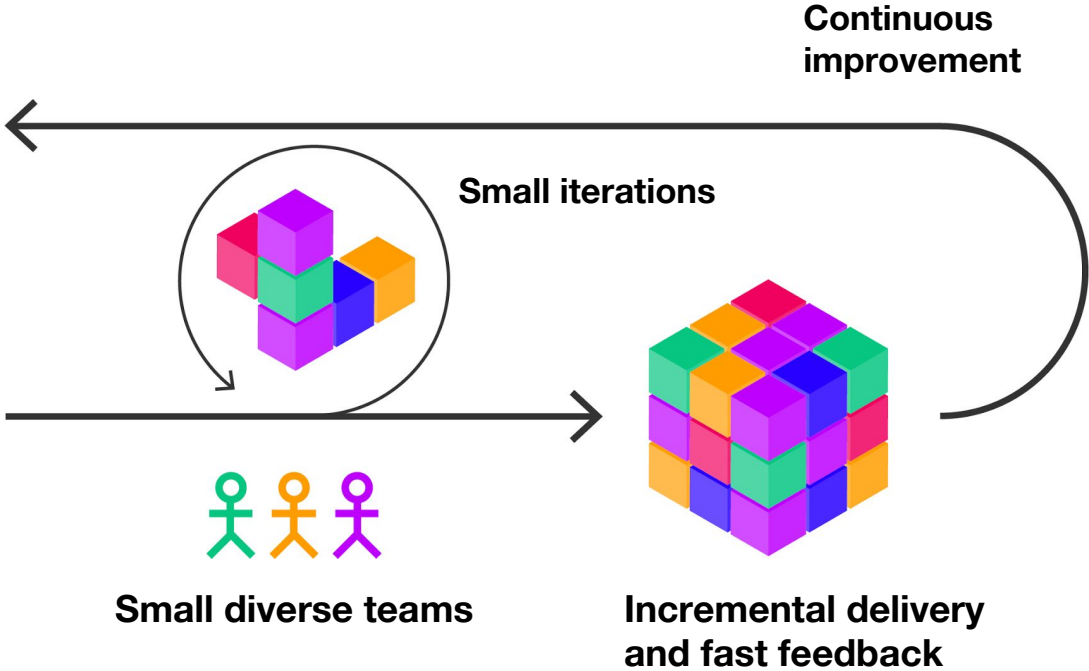 Continuous
improvement
Small iterations
Small diverse teams
Incremental delivery
and fast feedback